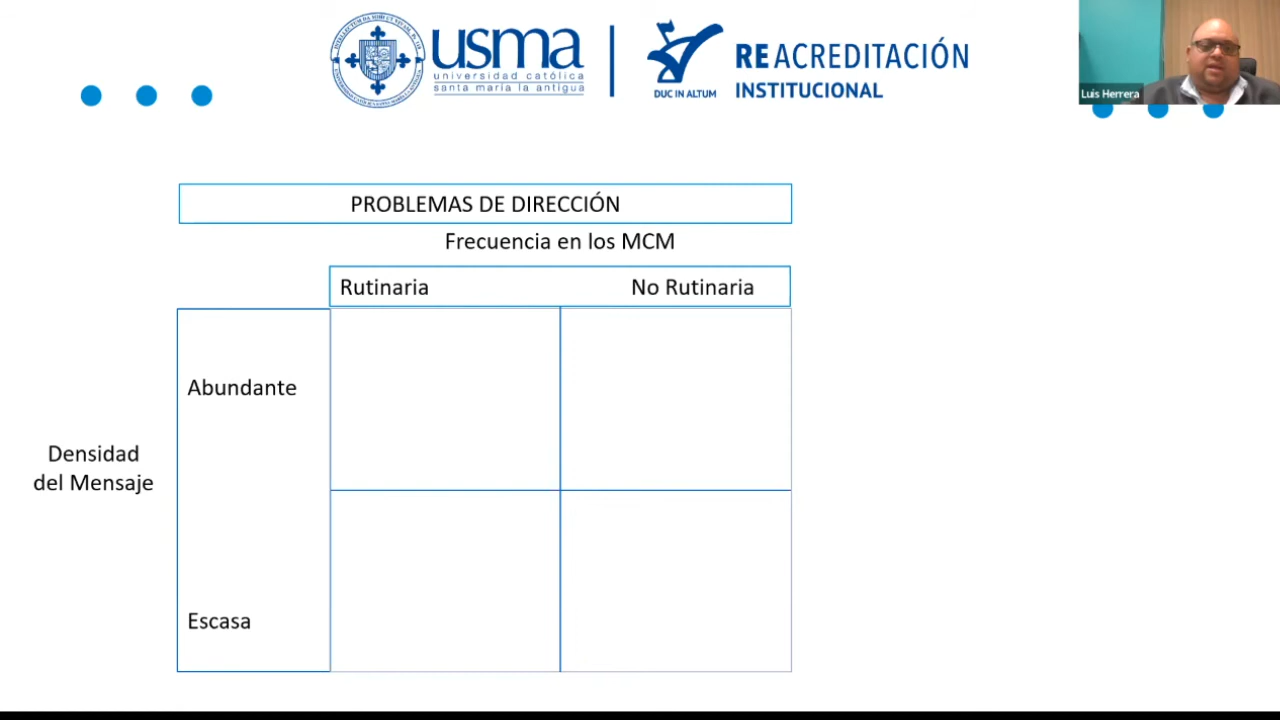 usma
universidad católica
santa maría la antigua
DUC IN ALTUM
REACREDITACIÓN
INSTITUCIONAL
Luis Herrera
PROBLEMAS DE DIRECCIÓN
Frecuencia en los MCM
Rutinaria No Rutinaria
Abundante
Densidad
del Mensaje
Escasa